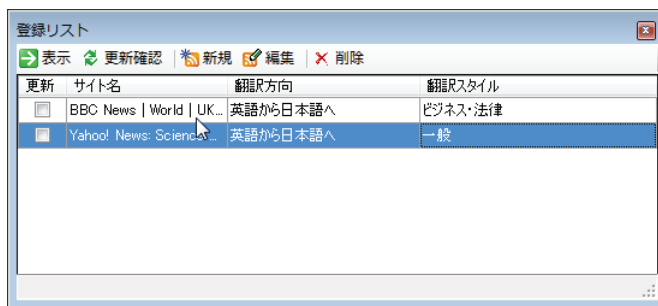 登録リスト
表示 更新確認 新規 編集 削除
更新 サイト名 翻訳方向 翻訳スタイル
BBC News | World | UK... 英語から日本語へ ビジネス・法律
Yahoo! News: Science... 英語から日本語へ 一般